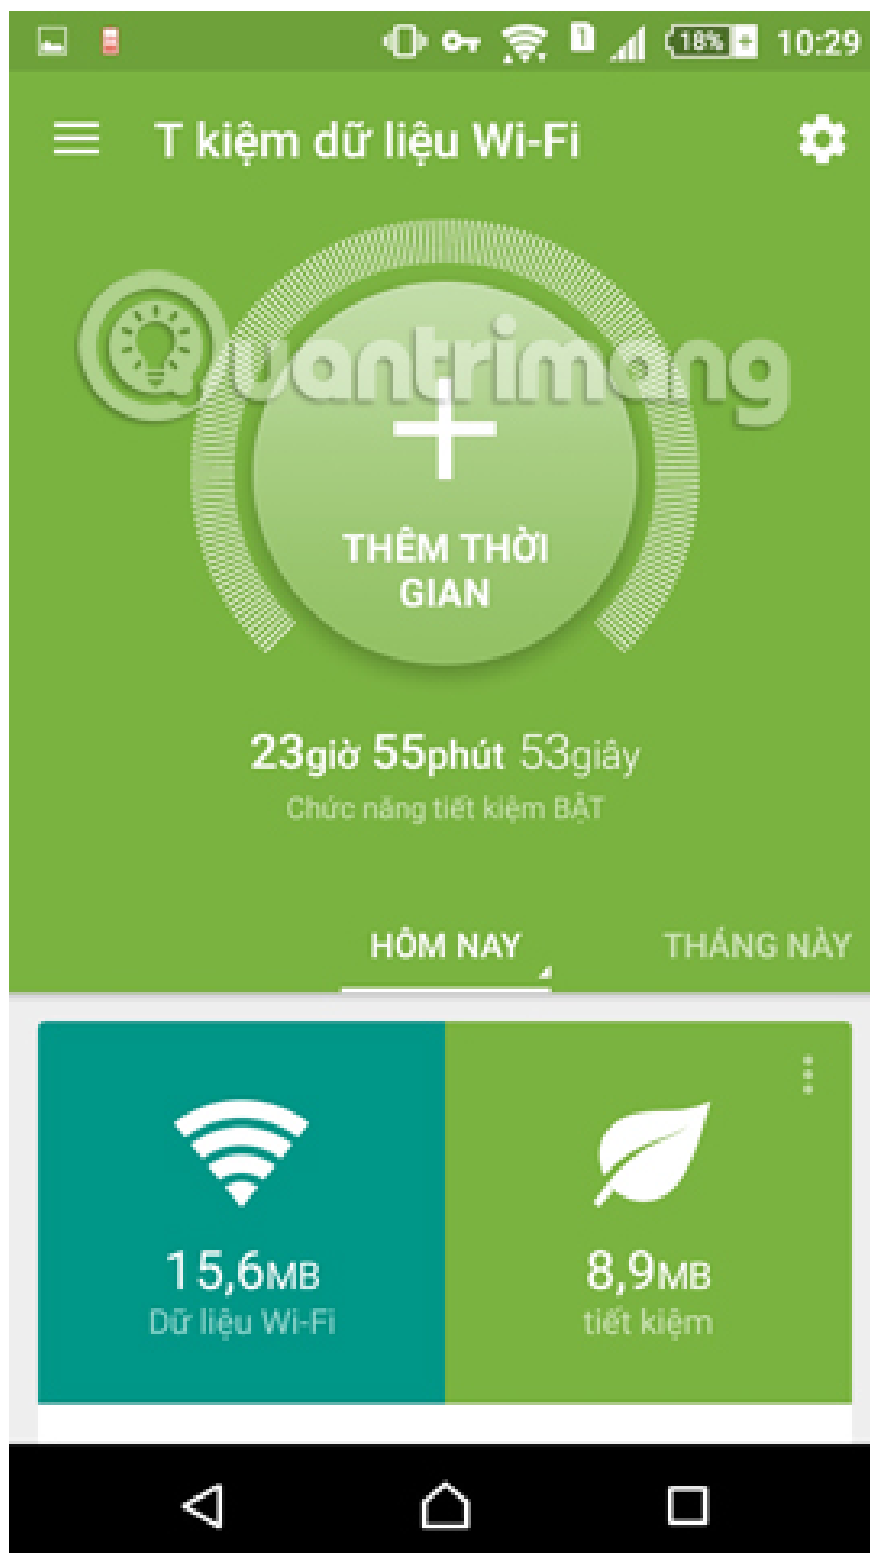 1 18% 10:29
T kiệm dữ liệu Wi-Fi
Quantrimang
THÊM THỜI
GIAN
23giờ 55phút 53giây
Chức năng tiết kiệm BẬT
HÔM NAY THÁNG NÀY
15,6MB 8,9MB
Dữ liệu Wi-Fi tiết kiệm